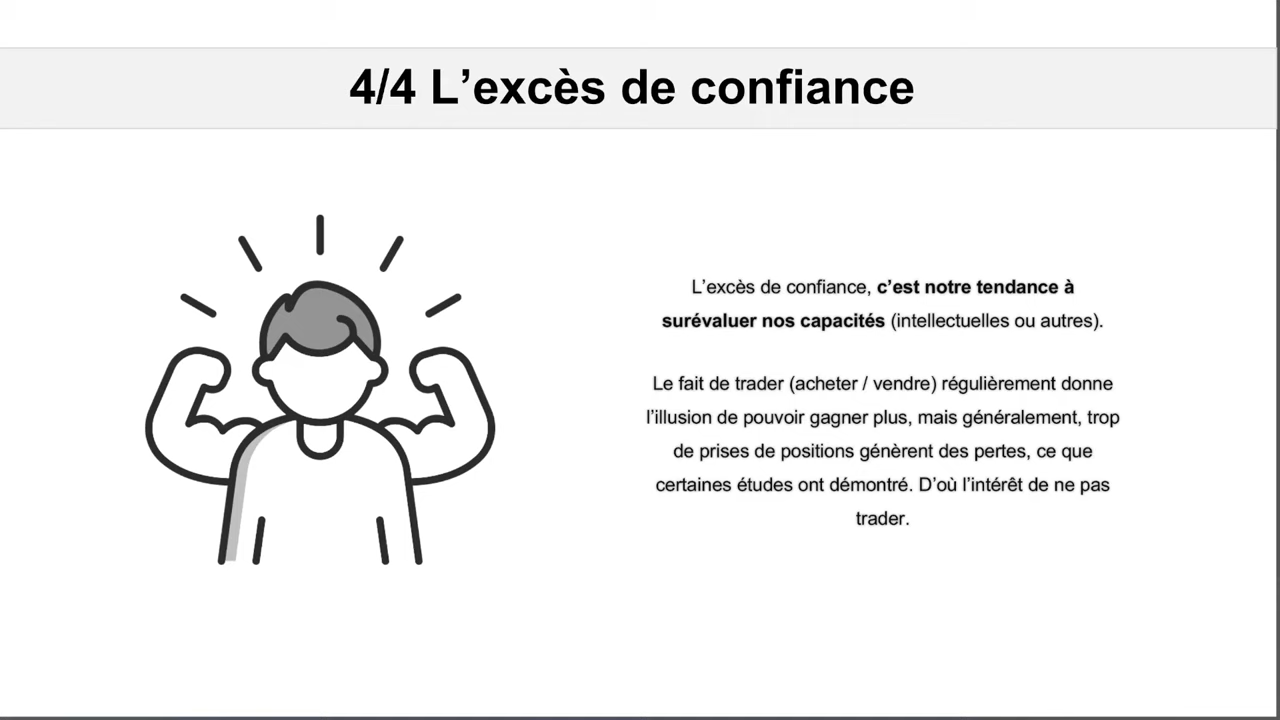 4/4 L’excès de confiance
L’excès de confiance, c’est notre tendance à
surévaluer nos capacités (intellectuelles ou autres).
Le fait de trader (acheter / vendre) régulièrement donne
l’illusion de pouvoir gagner plus, mais généralement, trop
de prises de positions génèrent des pertes, ce que
certaines études ont démontré. D’où l’intérêt de ne pas
trader.